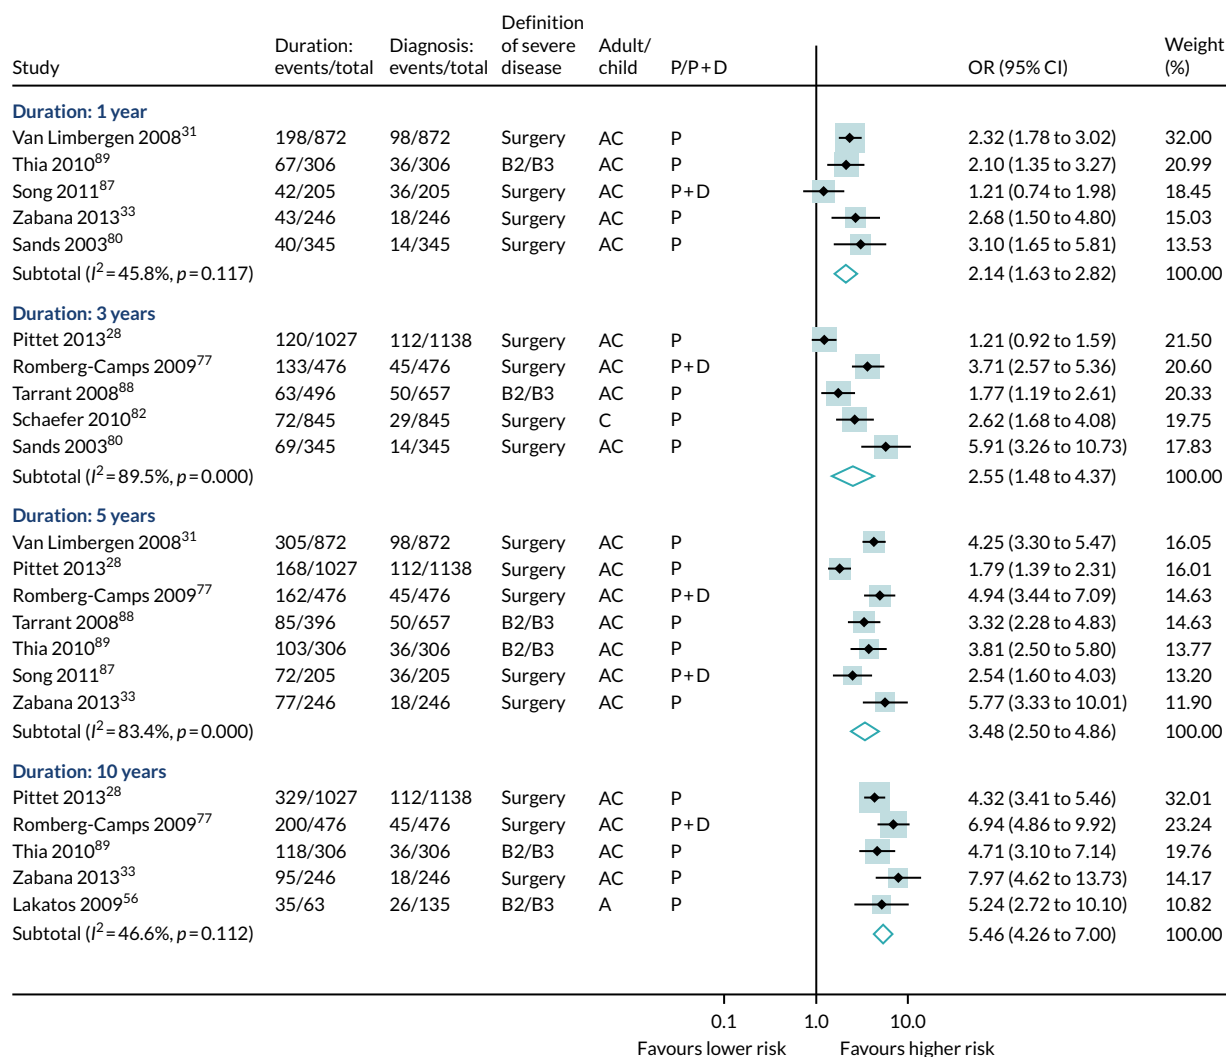 Study Duration: events/total Diagnosis: events/total Definition of severe disease Adult/child P/P+D OR (95% CI) Weight (%)
Duration: 1 year
Van Limbergen 2008³¹ 198/872 98/872 Surgery AC P 2.32 (1.78 to 3.02) 32.00
Thia 2010⁸⁹ 67/306 36/306 B2/B3 AC P 2.10 (1.35 to 3.27) 20.99
Song 2011⁸⁷ 42/205 36/205 Surgery AC P+D 1.21 (0.74 to 1.98) 18.45
Zabana 2013³³ 43/246 18/246 Surgery AC P 2.68 (1.50 to 4.80) 15.03
Sands 2003⁸⁰ 40/345 14/345 Surgery AC P 3.10 (1.65 to 5.81) 13.53
Subtotal (I²=45.8%, p=0.117) 2.14 (1.63 to 2.82) 100.00
Duration: 3 years
Pittet 2013²⁸ 120/1027 112/1138 Surgery AC P 1.21 (0.92 to 1.59) 21.50
Romberg-Camps 2009⁷⁷ 133/476 45/476 Surgery AC P+D 3.71 (2.57 to 5.36) 20.60
Tarrant 2008⁸⁸ 63/496 50/657 B2/B3 AC P 1.77 (1.19 to 2.61) 20.33
Schaefer 2010⁸² 72/845 29/845 Surgery C P 2.62 (1.68 to 4.08) 19.75
Sands 2003⁸⁰ 69/345 14/345 Surgery AC P 5.91 (3.26 to 10.73) 17.83
Subtotal (I²=89.5%, p=0.000) 2.55 (1.48 to 4.37) 100.00
Duration: 5 years
Van Limbergen 2008³¹ 305/872 98/872 Surgery AC P 4.25 (3.30 to 5.47) 16.05
Pittet 2013²⁸ 168/1027 112/1138 Surgery AC P 1.79 (1.39 to 2.31) 16.01
Romberg-Camps 2009⁷⁷ 162/476 45/476 Surgery AC P+D 4.94 (3.44 to 7.09) 14.63
Tarrant 2008⁸⁸ 85/396 50/657 B2/B3 AC P 3.32 (2.28 to 4.83) 14.63
Thia 2010⁸⁹ 103/306 36/306 B2/B3 AC P 3.81 (2.50 to 5.80) 13.77
Song 2011⁸⁷ 72/205 36/205 Surgery AC P+D 2.54 (1.60 to 4.03) 13.20
Zabana 2013³³ 77/246 18/246 Surgery AC P 5.77 (3.33 to 10.01) 11.90
Subtotal (I²=83.4%, p=0.000) 3.48 (2.50 to 4.86) 100.00
Duration: 10 years
Pittet 2013²⁸ 329/1027 112/1138 Surgery AC P 4.32 (3.41 to 5.46) 32.01
Romberg-Camps 2009⁷⁷ 200/476 45/476 Surgery AC P+D 6.94 (4.86 to 9.92) 23.24
Thia 2010⁸⁹ 118/306 36/306 B2/B3 AC P 4.71 (3.10 to 7.14) 19.76
Zabana 2013³³ 95/246 18/246 Surgery AC P 7.97 (4.62 to 13.73) 14.17
Lakatos 2009⁵⁶ 35/63 26/135 B2/B3 A P 5.24 (2.72 to 10.10) 10.82
Subtotal (I²=46.6%, p=0.112) 5.46 (4.26 to 7.00) 100.00
0.1 1.0 10.0
Favours lower risk Favours higher risk